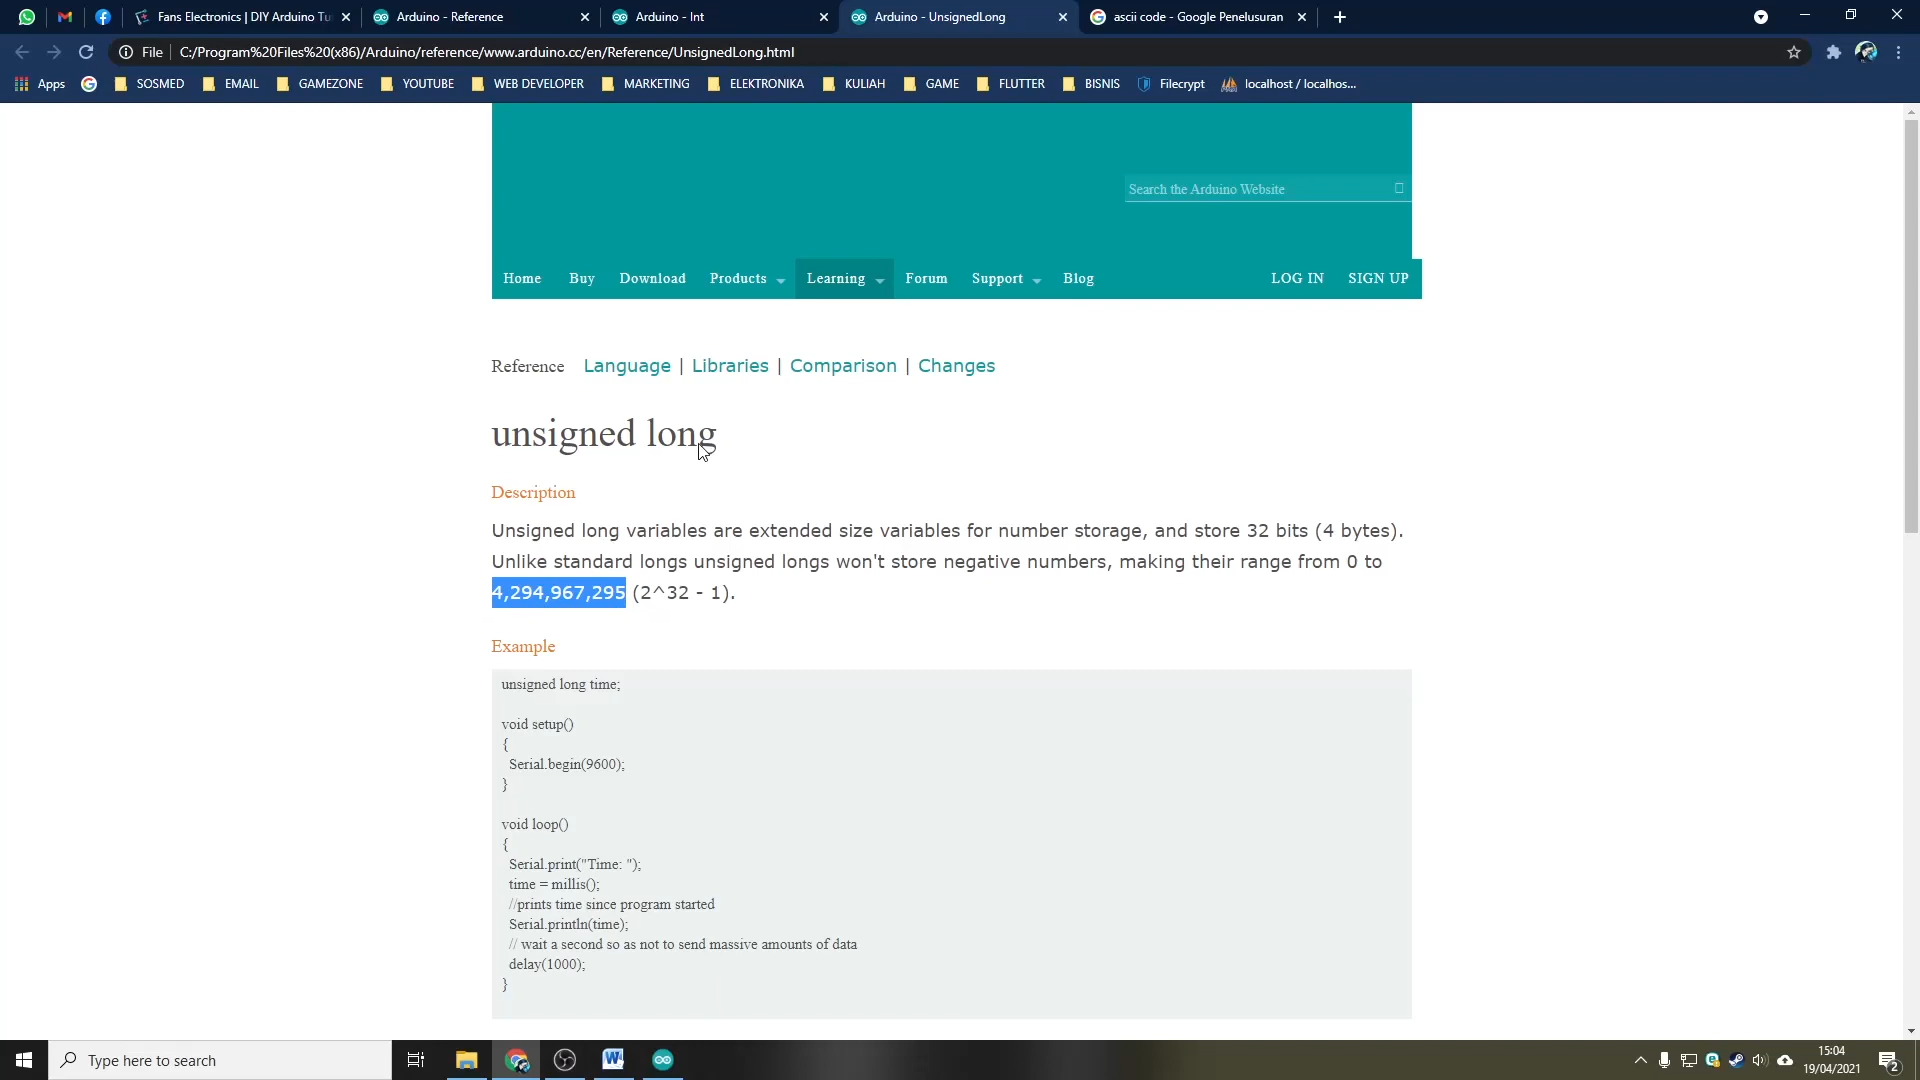 Fans Electronics | DIY Arduino Tu
Arduino - Reference
Arduino - Int
Arduino - UnsignedLong
ascii code - Google Penelusuran
File
C:/Program%20Files%20(x86)/Arduino/reference/www.arduino.cc/en/Reference/UnsignedLong.html
Apps
SOSMED
EMAIL
GAMEZONE
YOUTUBE
WEB DEVELOPER
MARKETING
ELEKTRONIKA
KULIAH
GAME
FLUTTER
BISNIS
Filecrypt
localhost / localhos...
Search the Arduino Website
Home
Buy
Download
Products
Learning
Forum
Support
Blog
LOG IN
SIGN UP
Reference Language | Libraries | Comparison | Changes
unsigned long
Description
Unsigned long variables are extended size variables for number storage, and store 32 bits (4 bytes).
Unlike standard longs unsigned longs won't store negative numbers, making their range from 0 to
4,294,967,295 (2^32 - 1).
Example
unsigned long time;
void setup()
{
Serial.begin(9600);
}
void loop()
{
Serial.print("Time: ");
time = millis();
//prints time since program started
Serial.println(time);
// wait a second so as not to send massive amounts of data
delay(1000);
}
Type here to search
15:04
19/04/2021
2